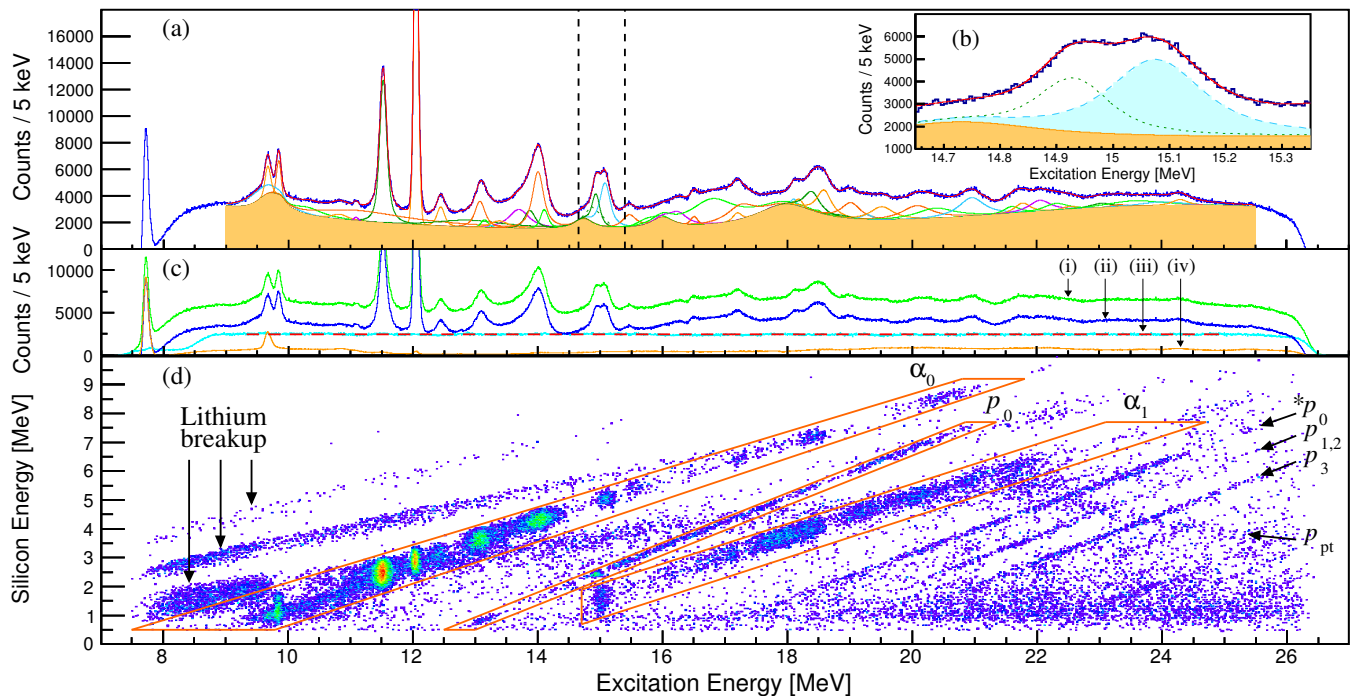 (a)
(b)
Counts / 5 keV
16000
14000
12000
10000
8000
6000
4000
2000
0
Counts / 5 keV
6000
5000
4000
3000
2000
1000
14.7 14.8 14.9 15 15.1 15.2 15.3
Excitation Energy [MeV]
(c)
Counts / 5 keV
10000
5000
0
(i) (ii) (iii) (iv)
(d)
Silicon Energy [MeV]
9
8
7
6
5
4
3
2
1
0
Lithium
breakup
α0
p0
α1
*p0
p1,2
p3
ppt
8 10 12 14 16 18 20 22 24 26
Excitation Energy [MeV]